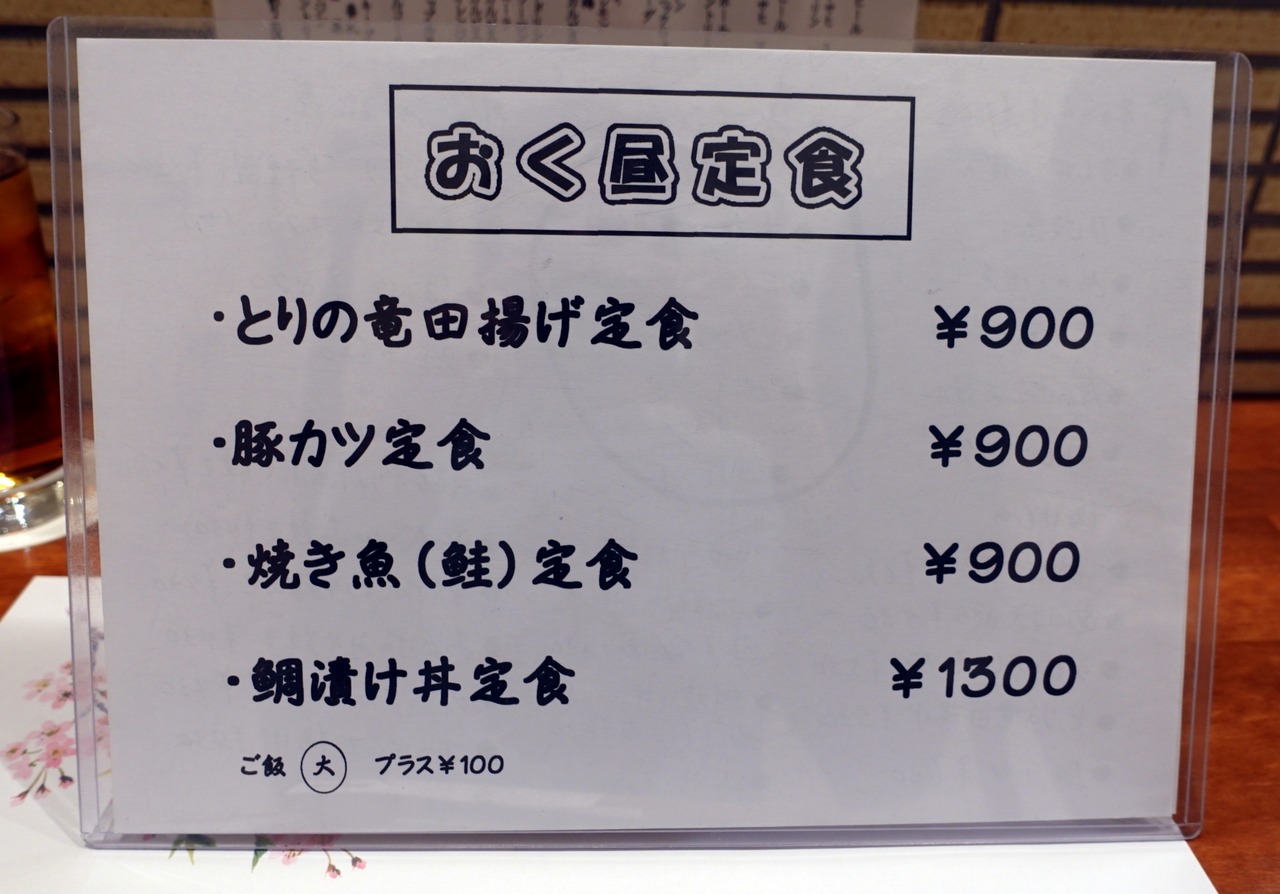 おく昼定食
・とりの竜田揚げ定食 ¥900
・豚カツ定食 ¥900
・焼き魚(鮭)定食 ¥900
・鯛漬け丼定食 ¥1300
ご飯 大 プラス¥100